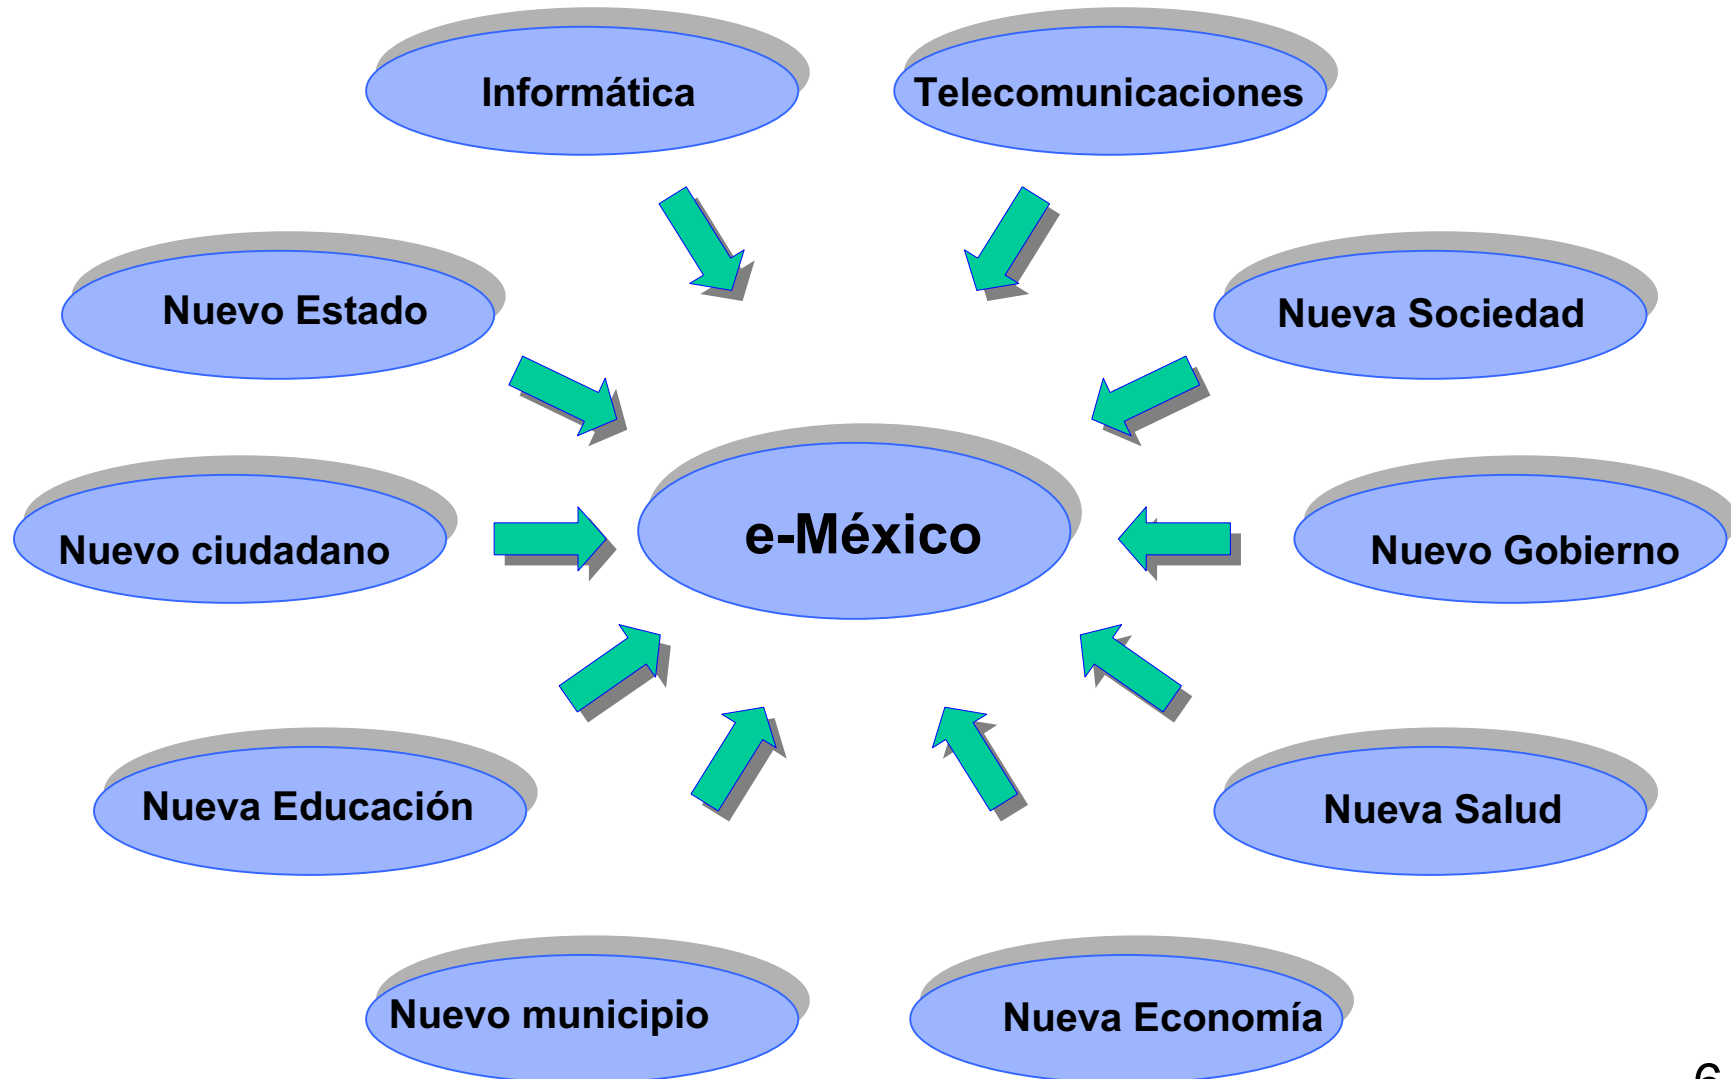 Informática
Telecomunicaciones
Nuevo Estado
Nueva Sociedad
Nuevo ciudadano
e-México
Nuevo Gobierno
Nueva Educación
Nueva Salud
Nuevo municipio
Nueva Economía
6